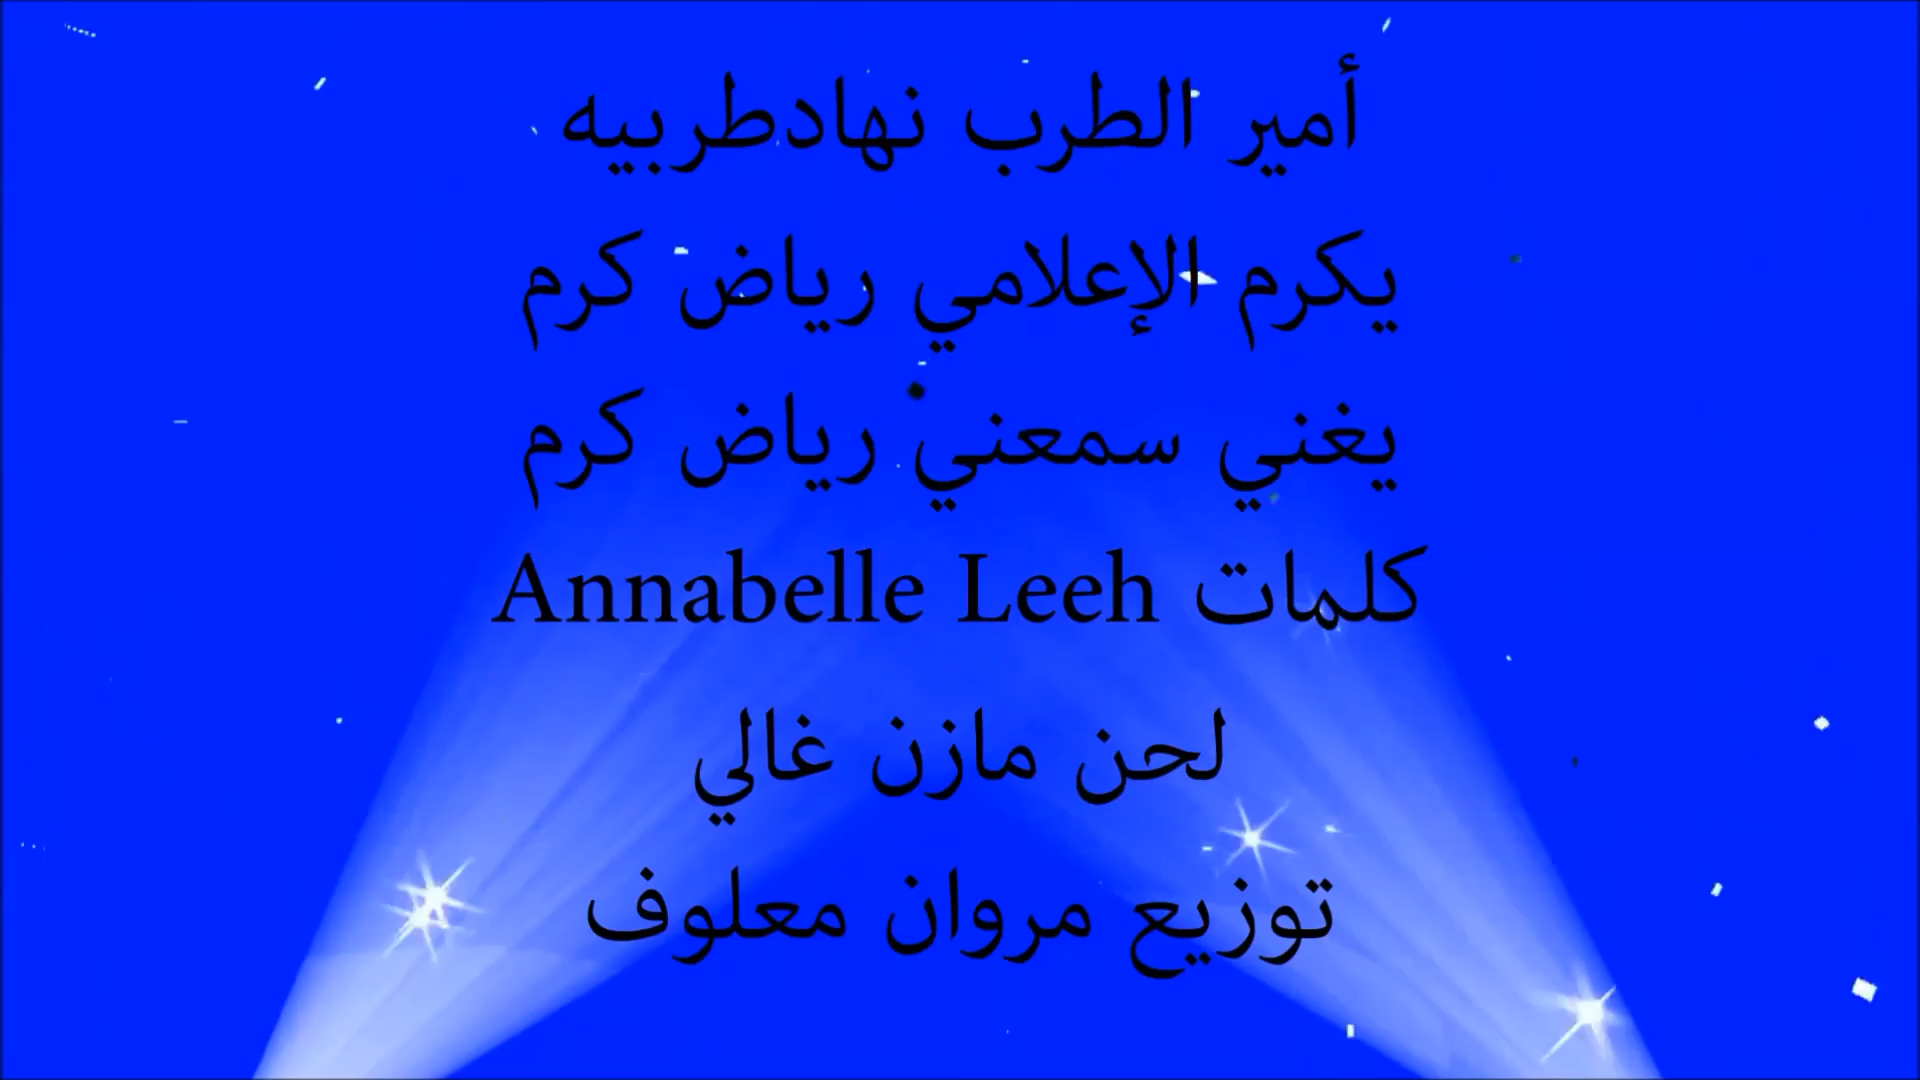 أمير الطرب نهادطربيه
يكرم الإعلامي رياض كرم
يغني سمعني رياض كرم
كلمات Annabelle Leeh
لحن مازن غالي
توزيع مروان معلوف